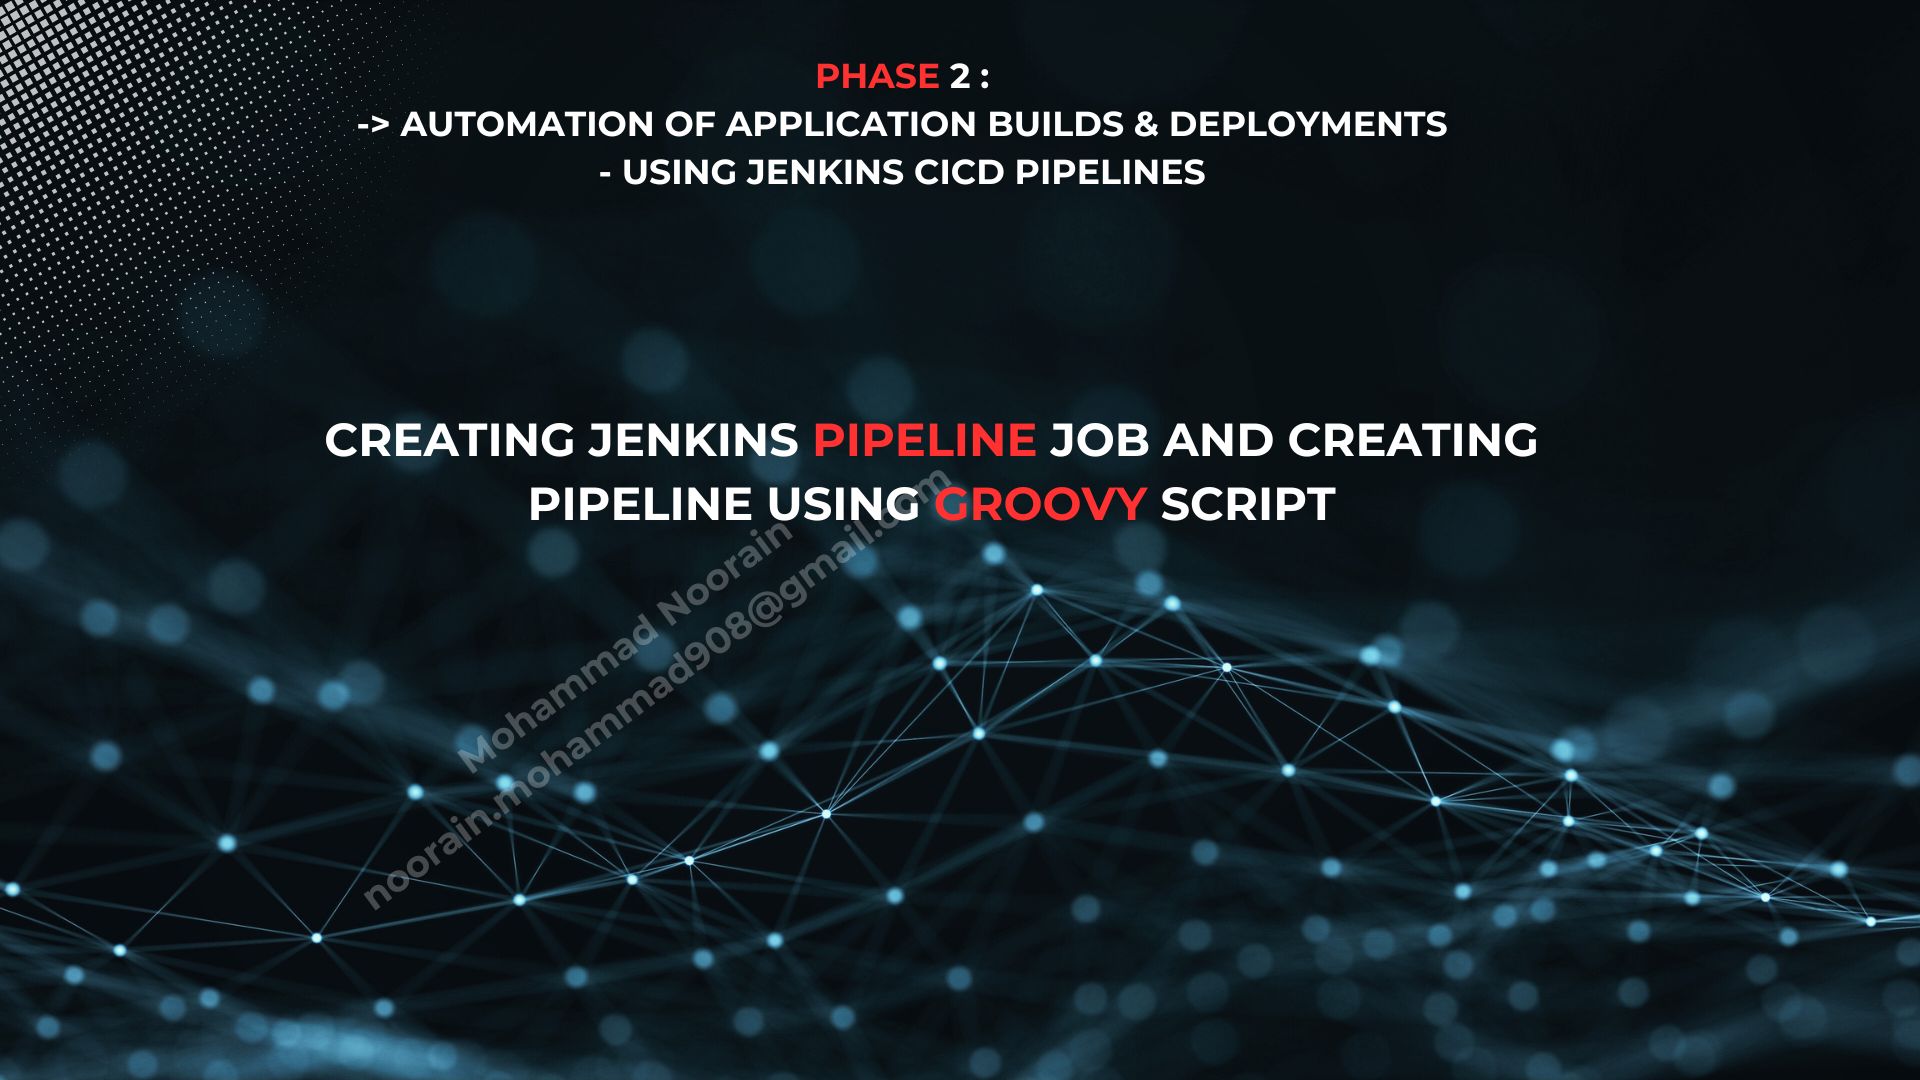 PHASE 2 :
-> AUTOMATION OF APPLICATION BUILDS & DEPLOYMENTS
- USING JENKINS CICD PIPELINES
CREATING JENKINS PIPELINE JOB AND CREATING
PIPELINE USING GROOVY SCRIPT
Mohammad Noorain
noorain.mohammad908@gmail.com